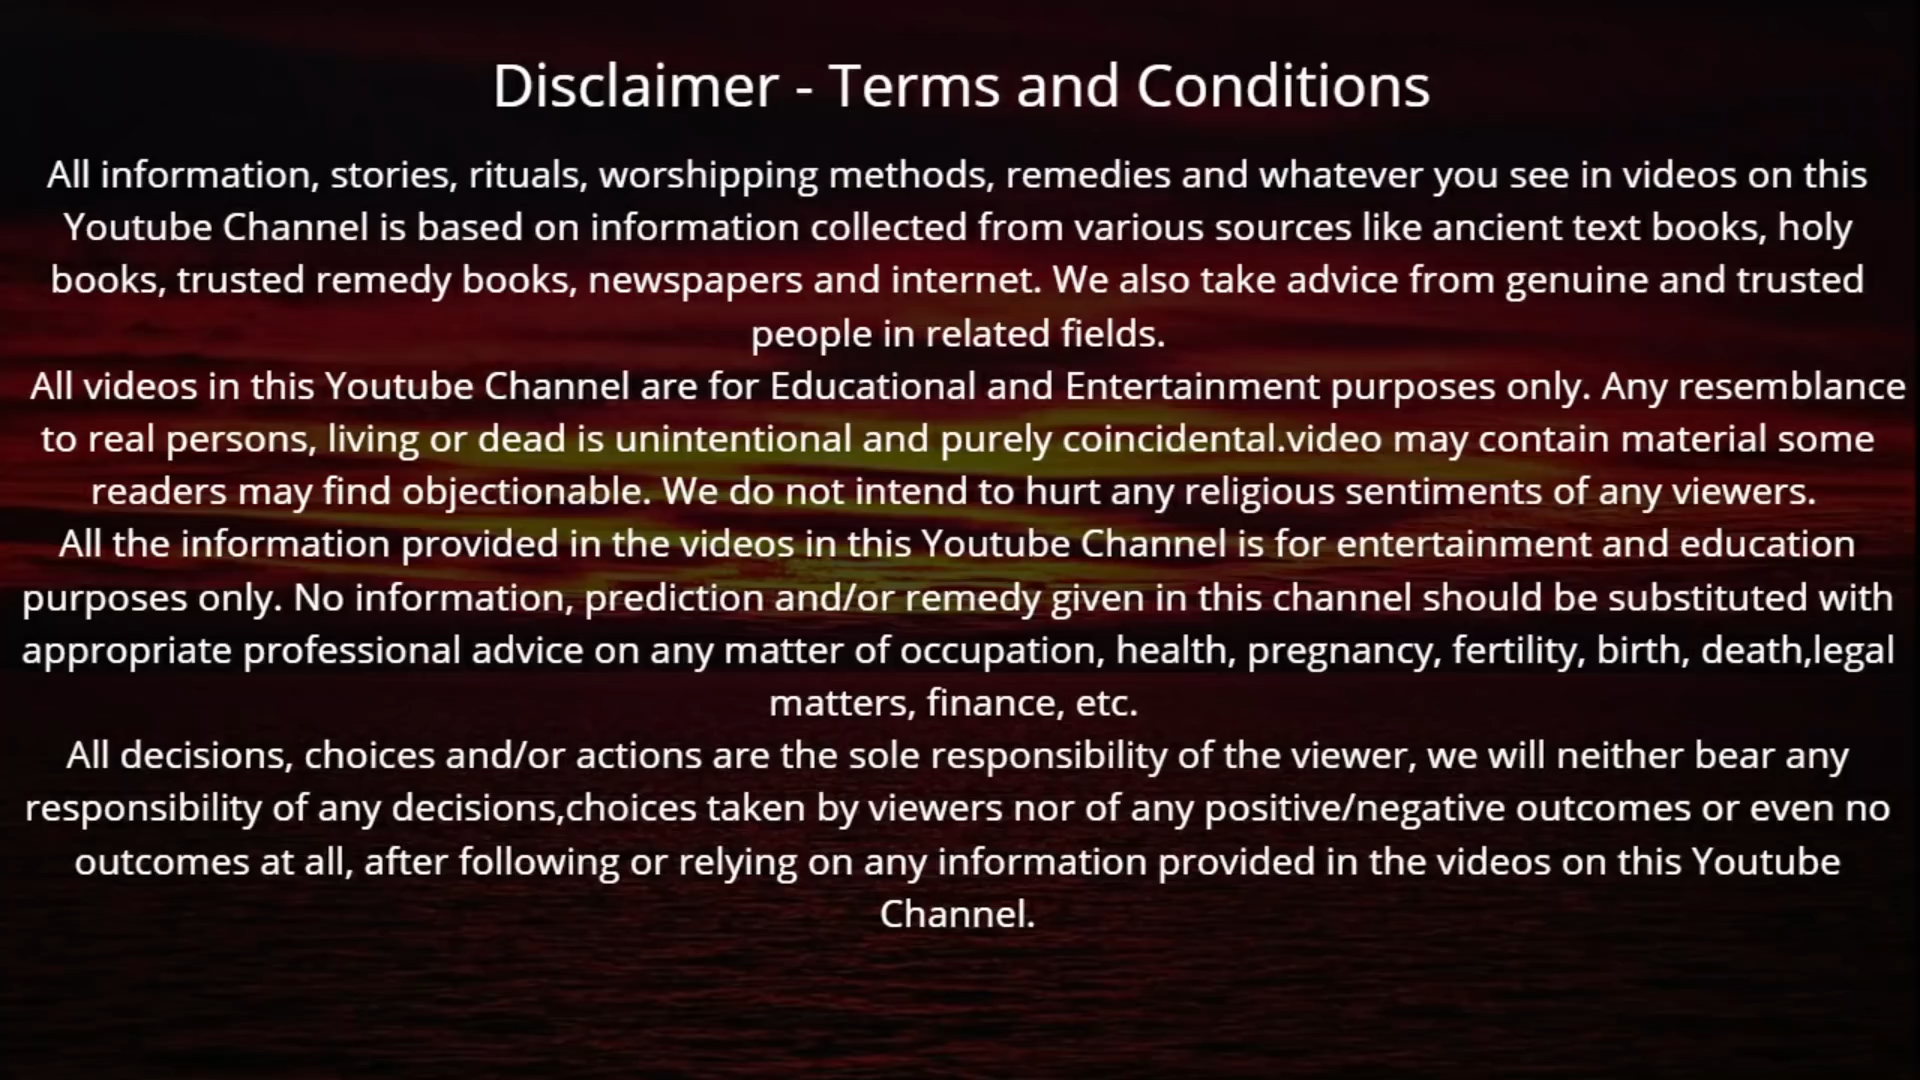 Disclaimer - Terms and Conditions
All information, stories, rituals, worshipping methods, remedies and whatever you see in videos on this
Youtube Channel is based on information collected from various sources like ancient text books, holy
books, trusted remedy books, newspapers and internet. We also take advice from genuine and trusted
people in related fields.
All videos in this Youtube Channel are for Educational and Entertainment purposes only. Any resemblance
to real persons, living or dead is unintentional and purely coincidental.video may contain material some
readers may find objectionable. We do not intend to hurt any religious sentiments of any viewers.
All the information provided in the videos in this Youtube Channel is for entertainment and education
purposes only. No information, prediction and/or remedy given in this channel should be substituted with
appropriate professional advice on any matter of occupation, health, pregnancy, fertility, birth, death,legal
matters, finance, etc.
All decisions, choices and/or actions are the sole responsibility of the viewer, we will neither bear any
responsibility of any decisions,choices taken by viewers nor of any positive/negative outcomes or even no
outcomes at all, after following or relying on any information provided in the videos on this Youtube
Channel.